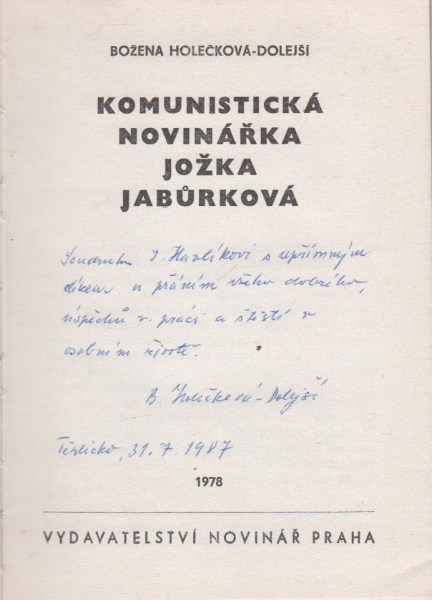 BOŽENA HOLEČKOVÁ-DOLEJŠÍ
KOMUNISTICKÁ
NOVINÁŘKA
JOŽKA
JABŮRKOVÁ
Soudruhu J. Havlíkovi s upřímným
díkem a přáním všeho dobrého,
úspěchů v práci a štěstí v
osobním životě.
B. Holečková-Dolejší
Těrlicko, 31.7.1987
1978
VYDAVATELSTVÍ NOVINÁŘ PRAHA